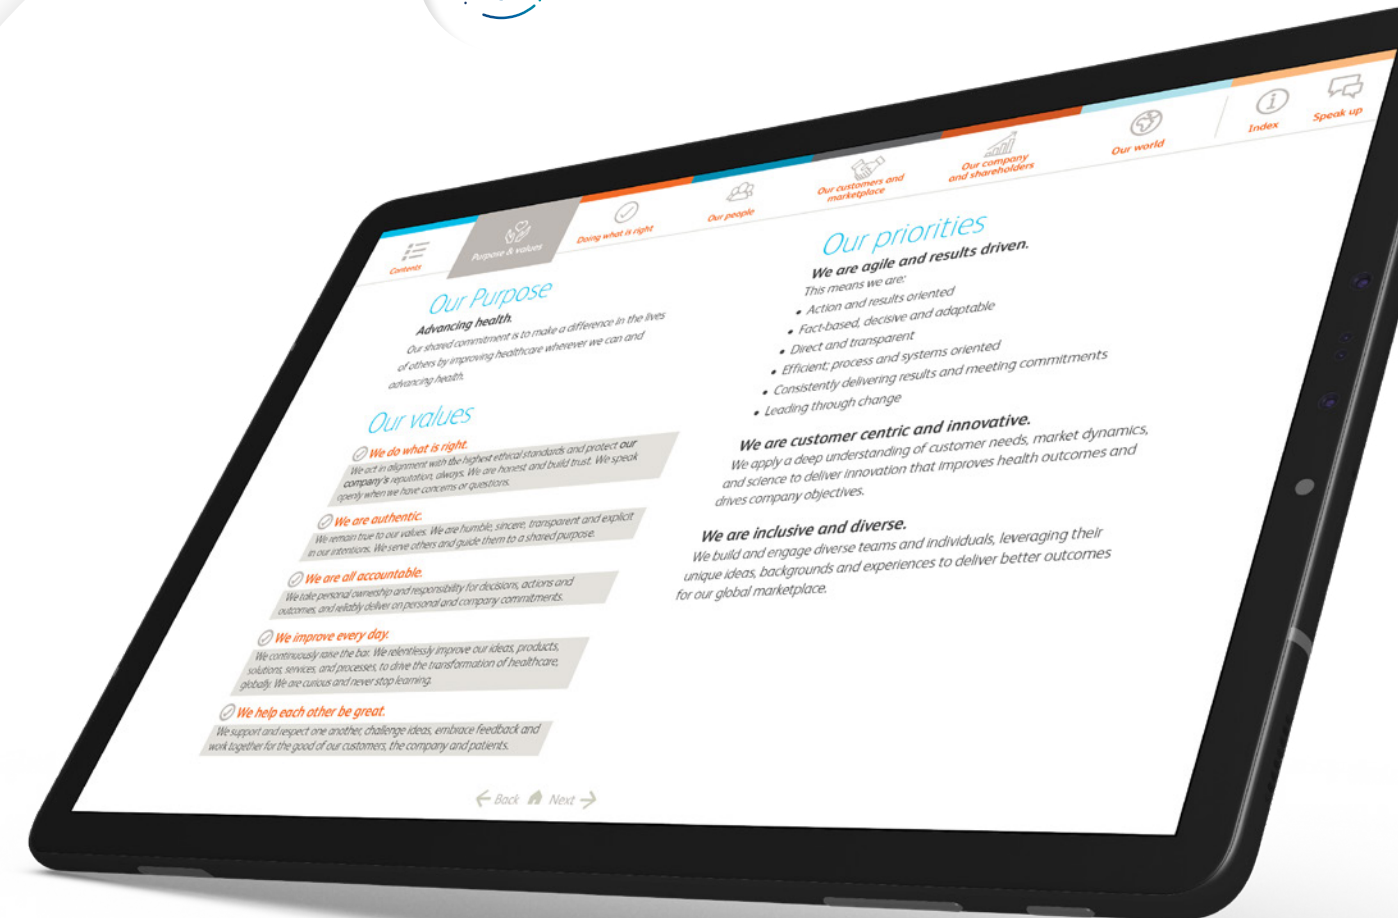 Contents
Purpose & values
Doing what is right
Our people
Our customers and
marketplace
Our company
and shareholders
Our world
Index
Speak up
Our Purpose
Advancing health.
Our shared commitment is to make a difference in the lives
of others by improving healthcare wherever we can and
advancing health.
Our values
We do what is right.
We act in alignment with the highest ethical standards and protect our
company's reputation, always. We are honest and build trust. We speak
openly when we have concerns or questions.
We are authentic.
We remain true to our values. We are humble, sincere, transparent and explicit
in our intentions. We serve others and guide them to a shared purpose.
We are all accountable.
We take personal ownership and responsibility for decisions, actions and
outcomes, and reliably deliver on personal and company commitments.
We improve every day.
We continuously raise the bar. We relentlessly improve our ideas, products,
solutions, services, and processes, to drive the transformation of healthcare,
globally. We are curious and never stop learning.
We help each other be great.
We support and respect one another, challenge ideas, embrace feedback and
work together for the good of our customers, the company and patients.
Our priorities
We are agile and results driven.
This means we are:
• Action and results oriented
• Fact-based, decisive and adaptable
• Direct and transparent
• Efficient; process and systems oriented
• Consistently delivering results and meeting commitments
• Leading through change
We are customer centric and innovative.
We apply a deep understanding of customer needs, market dynamics,
and science to deliver innovation that improves health outcomes and
drives company objectives.
We are inclusive and diverse.
We build and engage diverse teams and individuals, leveraging their
unique ideas, backgrounds and experiences to deliver better outcomes
for our global marketplace.
← Back Next →